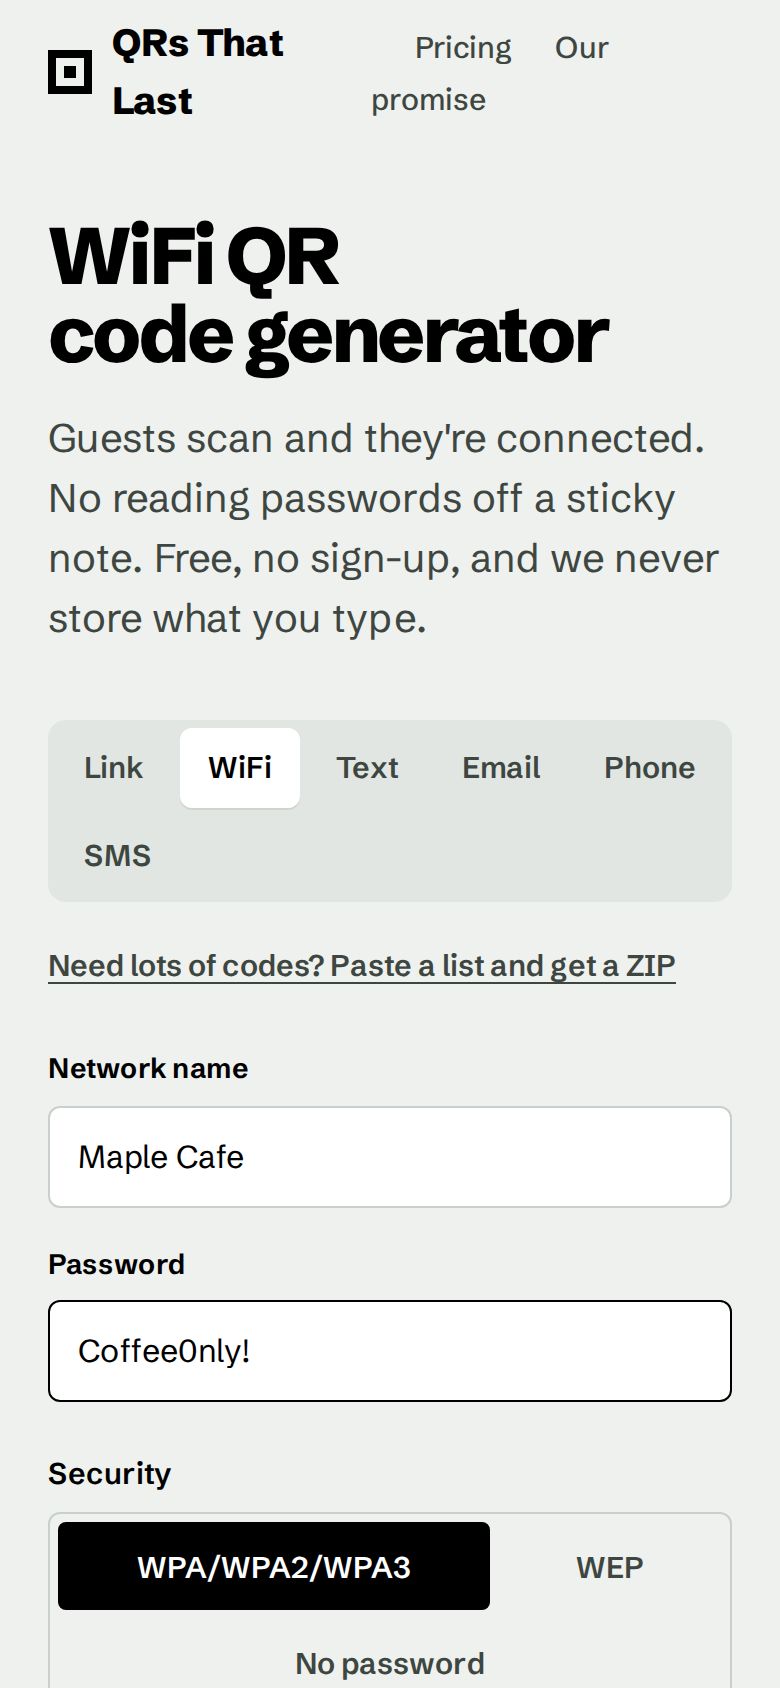 QRs That
Last
Pricing Our
promise
WiFi QR
code generator
Guests scan and they're connected.
No reading passwords off a sticky
note. Free, no sign-up, and we never
store what you type.
Link WiFi Text Email Phone
SMS
Need lots of codes? Paste a list and get a ZIP
Network name
Maple Cafe
Password
Coffee0nly!
Security
WPA/WPA2/WPA3 WEP
No password